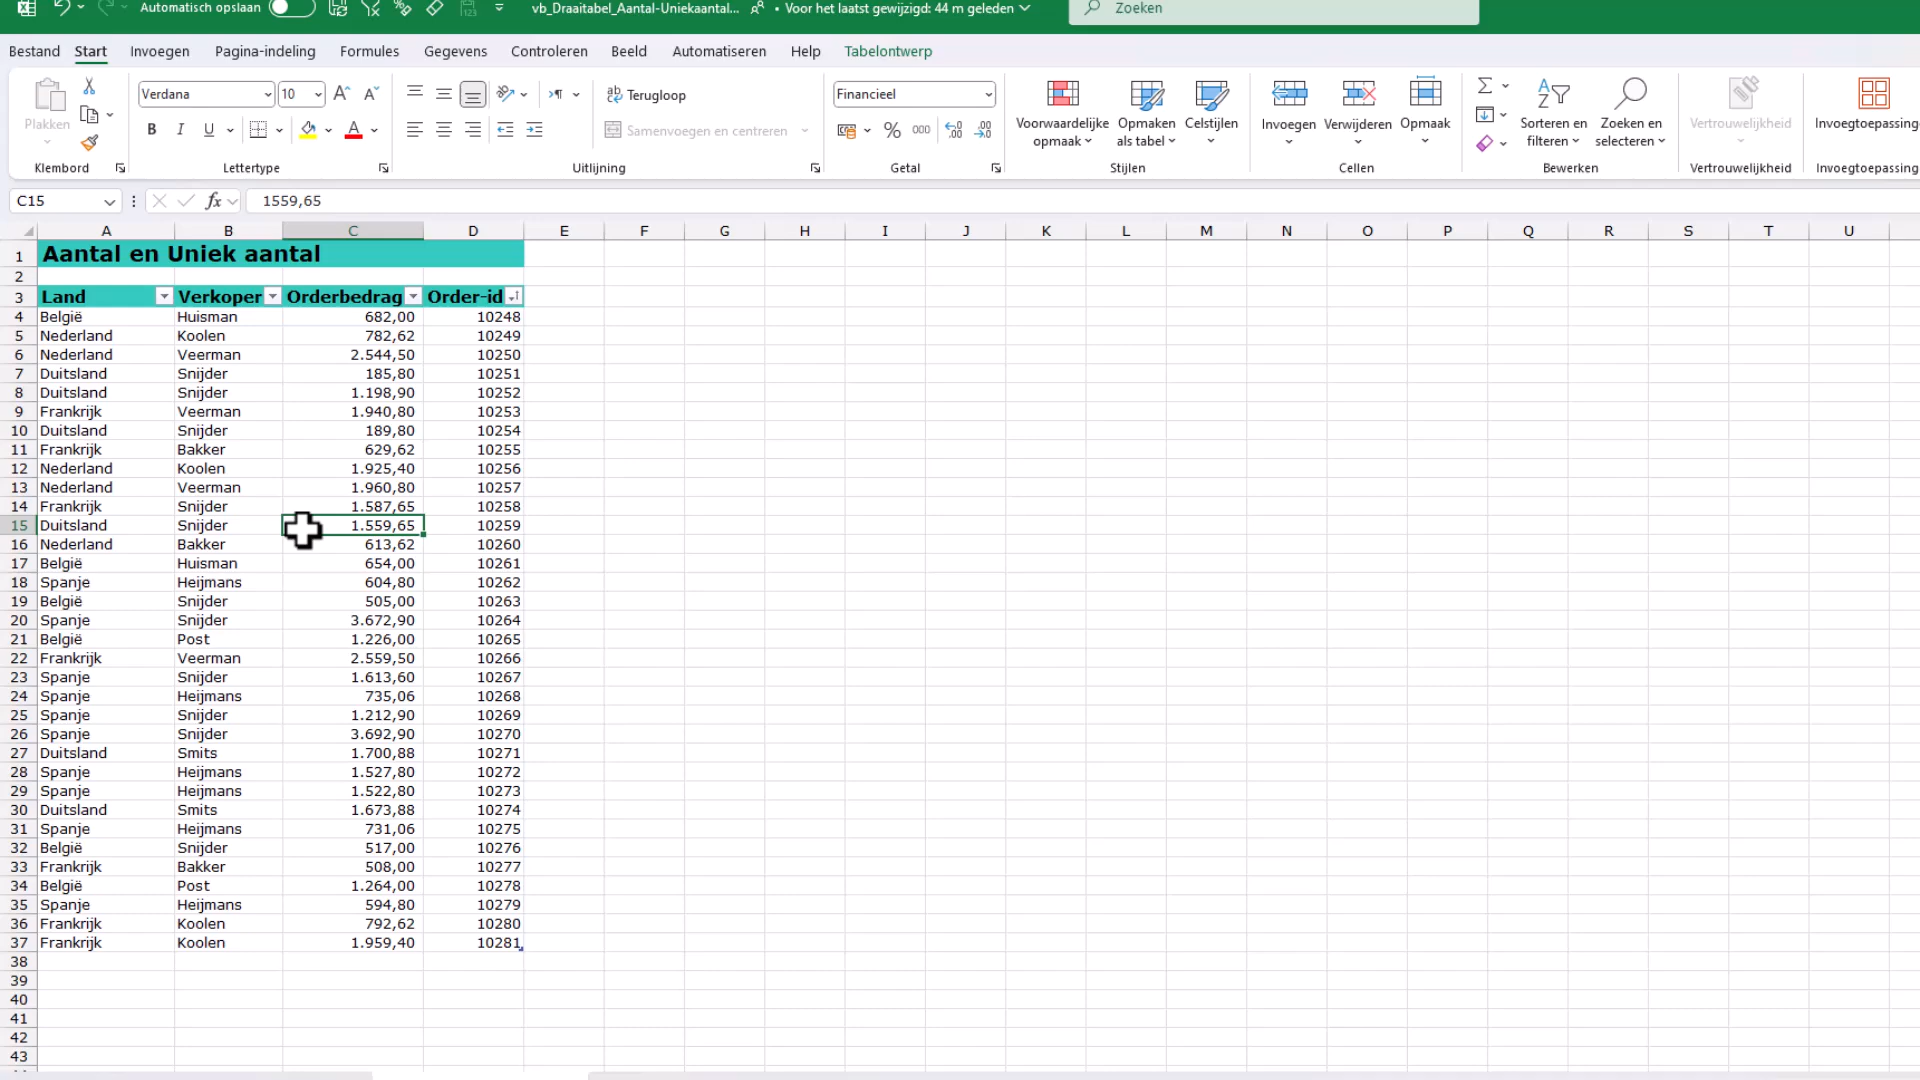 Automatisch opslaan vb_Draaitabel_Aantal-Uniekaantal... • Voor het laatst gewijzigd: 44 m geleden Zoeken
Bestand Start Invoegen Pagina-indeling Formules Gegevens Controleren Beeld Automatiseren Help Tabelontwerp
Plakken
Klembord
Verdana 10
B I U A
Lettertype
Terugloop
Samenvoegen en centreren
Uitlijning
Financieel
% 000
Getal
Voorwaardelijke opmaak
Opmaken als tabel
Celstijlen
Stijlen
Invoegen
Verwijderen
Opmaak
Cellen
Sorteren en filteren
Zoeken en selecteren
Bewerken
Vertrouwelijkheid
Vertrouwelijkheid
Invoegtoepassing
Invoegtoepassing
C15 fx 1559,65
A B C D E F G H I J K L M N O P Q R S T U
1 Aantal en Uniek aantal
2
3 Land Verkoper Orderbedrag Order-id
4 België Huisman 682,00 10248
5 Nederland Koolen 782,62 10249
6 Nederland Veerman 2.544,50 10250
7 Duitsland Snijder 185,80 10251
8 Duitsland Snijder 1.198,90 10252
9 Frankrijk Veerman 1.940,80 10253
10 Duitsland Snijder 189,80 10254
11 Frankrijk Bakker 629,62 10255
12 Nederland Koolen 1.925,40 10256
13 Nederland Veerman 1.960,80 10257
14 Frankrijk Snijder 1.587,65 10258
15 Duitsland Snijder 1.559,65 10259
16 Nederland Bakker 613,62 10260
17 België Huisman 654,00 10261
18 Spanje Heijmans 604,80 10262
19 België Snijder 505,00 10263
20 Spanje Snijder 3.672,90 10264
21 België Post 1.226,00 10265
22 Frankrijk Veerman 2.559,50 10266
23 Spanje Snijder 1.613,60 10267
24 Spanje Heijmans 735,06 10268
25 Spanje Snijder 1.212,90 10269
26 Spanje Snijder 3.692,90 10270
27 Duitsland Smits 1.700,88 10271
28 Spanje Heijmans 1.527,80 10272
29 Spanje Heijmans 1.522,80 10273
30 Duitsland Smits 1.673,88 10274
31 Spanje Heijmans 731,06 10275
32 België Snijder 517,00 10276
33 Frankrijk Bakker 508,00 10277
34 België Post 1.264,00 10278
35 Spanje Heijmans 594,80 10279
36 Frankrijk Koolen 792,62 10280
37 Frankrijk Koolen 1.959,40 10281
38
39
40
41
42
43